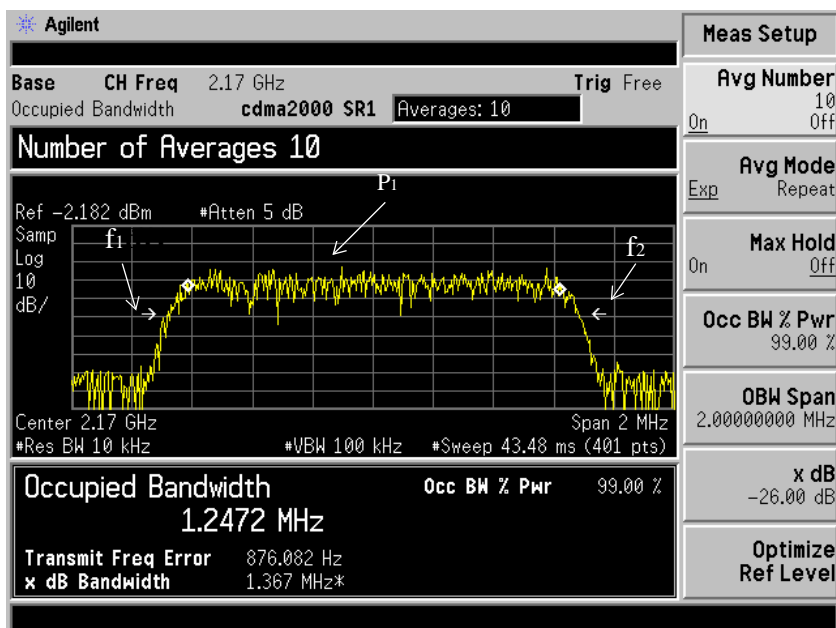 Agilent
Base CH Freq 2.17 GHz Trig Free
Occupied Bandwidth cdma2000 SR1 Averages: 10
Number of Averages 10
P1
Ref -2.182 dBm #Atten 5 dB
Samp
Log
10
dB/
f1
f2
Center 2.17 GHz Span 2 MHz
#Res BW 10 kHz #VBW 100 kHz #Sweep 43.48 ms (401 pts)
Occupied Bandwidth Occ BW % Pwr 99.00 %
1.2472 MHz
Transmit Freq Error 876.082 Hz
x dB Bandwidth 1.367 MHz*
Meas Setup
Avg Number
10
On Off
Avg Mode
Exp Repeat
Max Hold
On Off
Occ BW % Pwr
99.00 %
OBW Span
2.00000000 MHz
x dB
-26.00 dB
Optimize
Ref Level